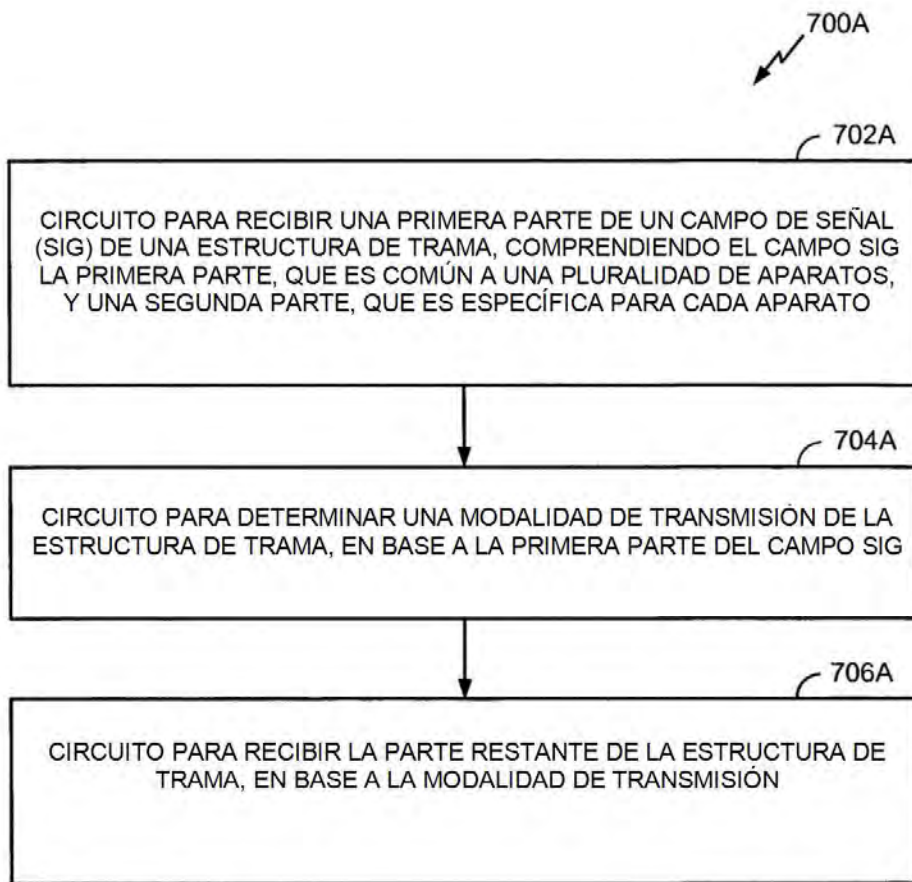 700A
702A
CIRCUITO PARA RECIBIR UNA PRIMERA PARTE DE UN CAMPO DE SEÑAL
(SIG) DE UNA ESTRUCTURA DE TRAMA, COMPRENDIENDO EL CAMPO SIG
LA PRIMERA PARTE, QUE ES COMÚN A UNA PLURALIDAD DE APARATOS,
Y UNA SEGUNDA PARTE, QUE ES ESPECÍFICA PARA CADA APARATO
704A
CIRCUITO PARA DETERMINAR UNA MODALIDAD DE TRANSMISIÓN DE LA
ESTRUCTURA DE TRAMA, EN BASE A LA PRIMERA PARTE DEL CAMPO SIG
706A
CIRCUITO PARA RECIBIR LA PARTE RESTANTE DE LA ESTRUCTURA DE
TRAMA, EN BASE A LA MODALIDAD DE TRANSMISIÓN